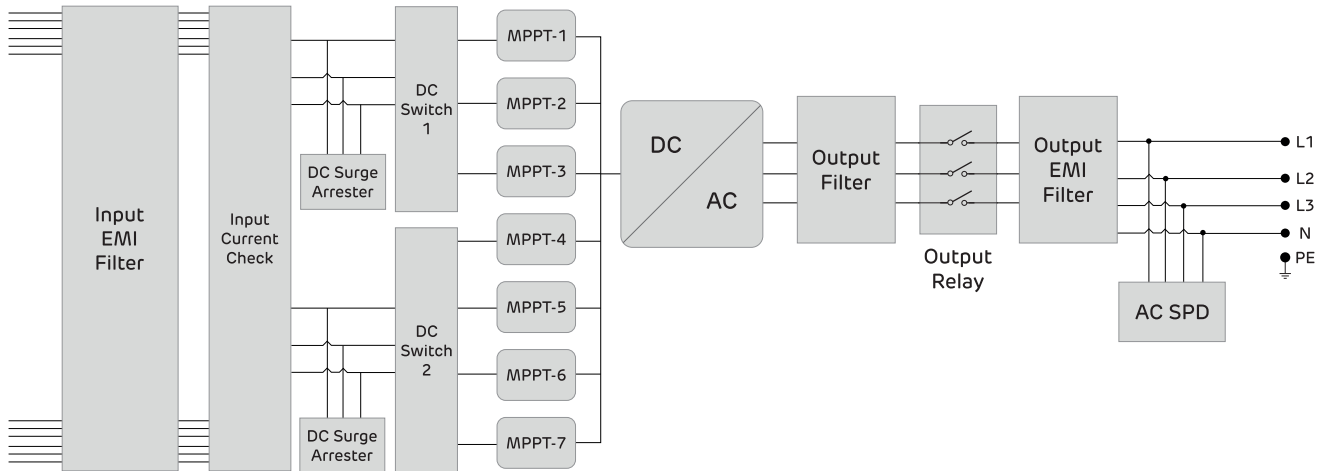 Input
EMI
Filter
Input
Current
Check
DC Surge
Arrester
DC Surge
Arrester
DC
Switch
1
DC
Switch
2
MPPT-1
MPPT-2
MPPT-3
MPPT-4
MPPT-5
MPPT-6
MPPT-7
DC
AC
Output
Filter
Output
Relay
Output
EMI
Filter
AC SPD
L1
L2
L3
N
PE